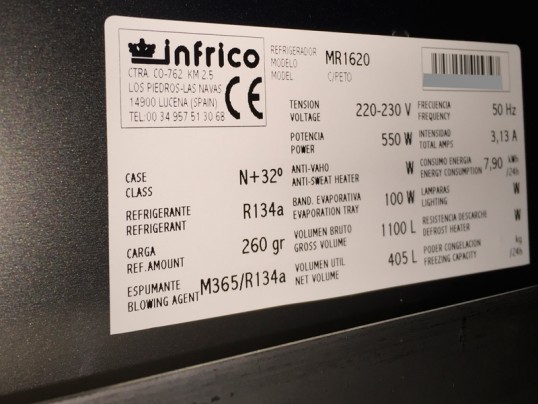 infrico
CTRA. CO-762 KM 2.5
LOS PIEDROS-LAS NAVAS
14900 LUCENA (SPAIN)
TEL:00 34 957 51 30 68
CE
REFRIGERADOR
MODELO
MODEL
MR1620
C/PETO
TENSION
VOLTAGE
220-230 V
FRECUENCIA
FREQUENCY
50 Hz
POTENCIA
POWER
550 W
INTENSIDAD
TOTAL AMPS
3,13 A
CASE
CLASS
N+32º
ANTI-VAHO
ANTI-SWEAT HEATER
W
CONSUMO ENERGIA
ENERGY CONSUMPTION
7,90 kWh
/24h
REFRIGERANTE
REFRIGERANT
R134a
BAND. EVAPORATIVA
EVAPORATION TRAY
100 W
LAMPARAS
LIGHTING
W
CARGA
REF.AMOUNT
260 gr
VOLUMEN BRUTO
GROSS VOLUME
1100 L
RESISTENCIA DESCARCHE
DEFROST HEATER
W
ESPUMANTE
BLOWING AGENT
M365/R134a
VOLUMEN UTIL
NET VOLUME
405 L
PODER CONGELACION
FREEZING CAPACITY
kg
/24h